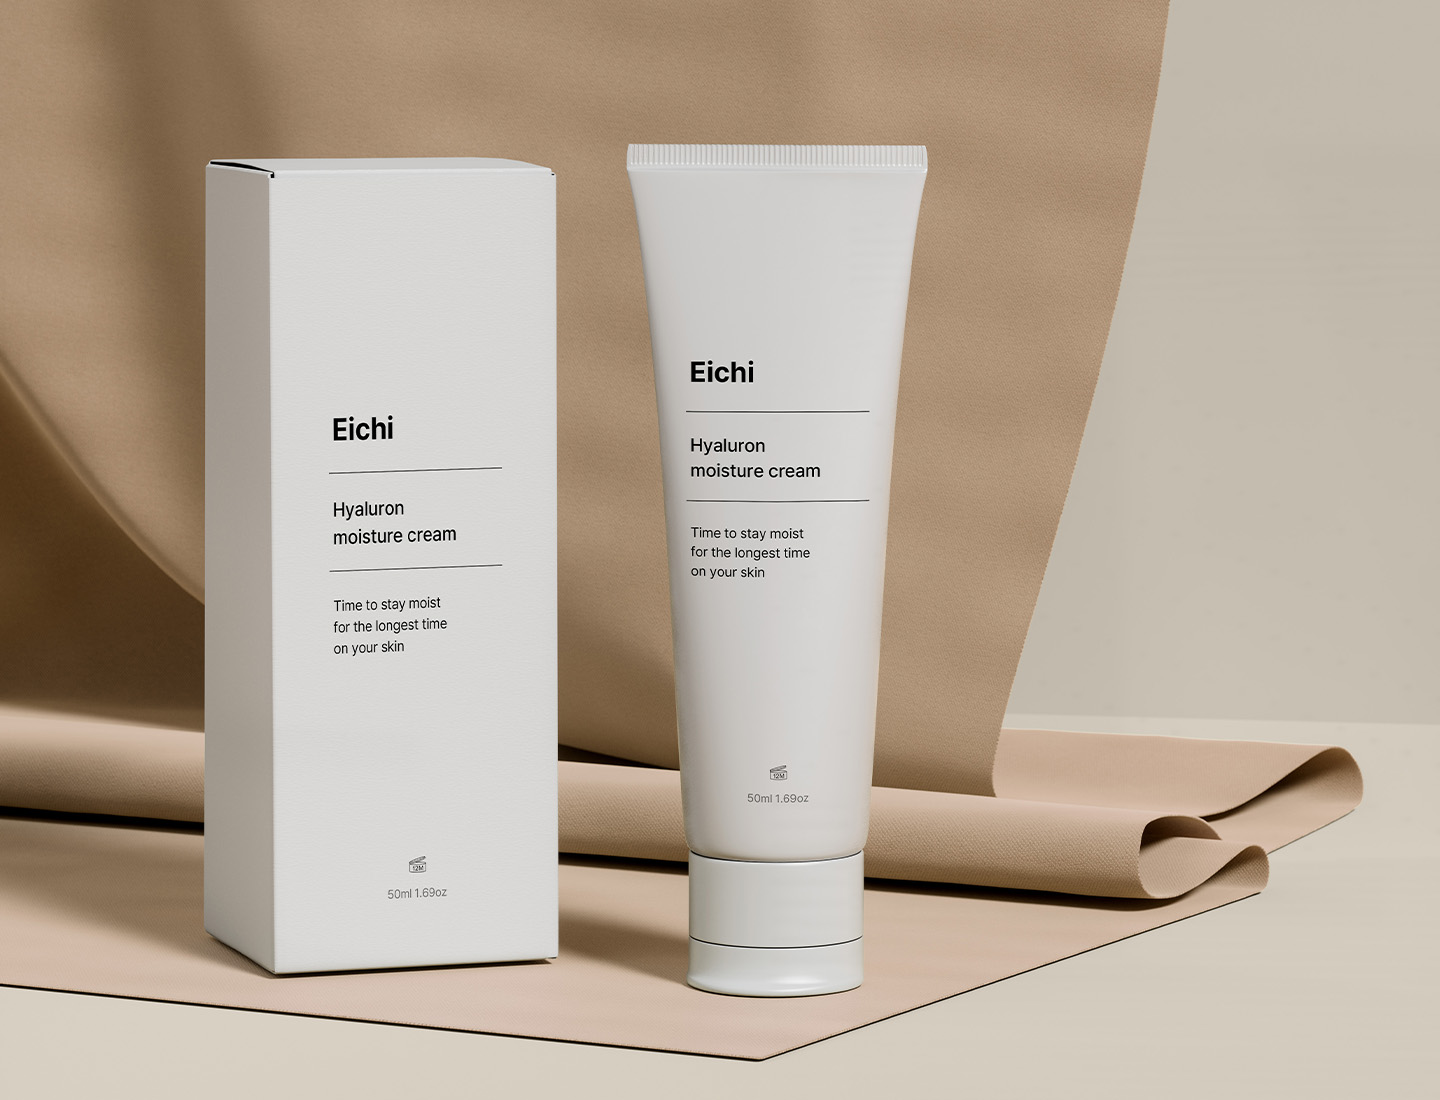 Eichi
Hyaluron
moisture cream
Time to stay moist
for the longest time
on your skin
12M
50ml 1.69oz
Eichi
Hyaluron
moisture cream
Time to stay moist
for the longest time
on your skin
12M
50ml 1.69oz